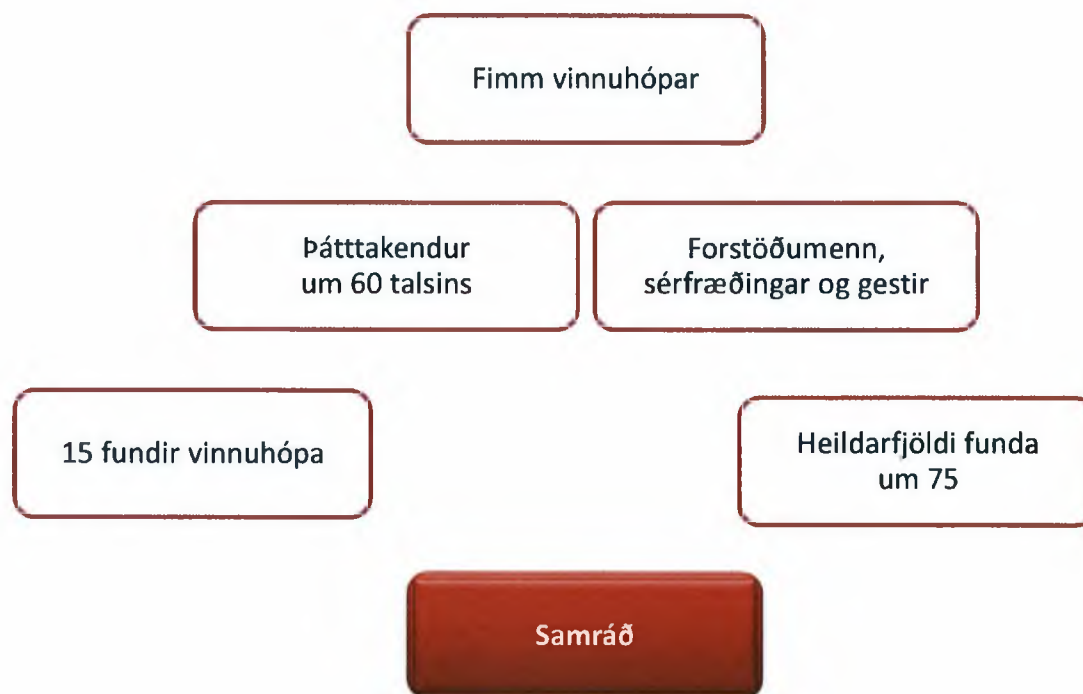 Fimm vinnuhópar
Þátttakendur
um 60 talsins
Forstöðumenn,
sérfræðingar og gestir
15 fundir vinnuhópa
Heildarfjöldi funda
um 75
Samráð